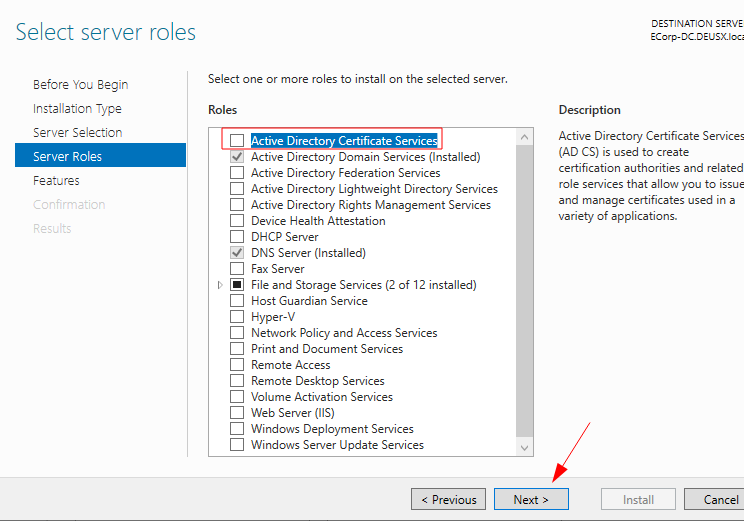 Select server roles
DESTINATION SERVE
ECorp-DC.DEUSX.loca
Before You Begin
Installation Type
Server Selection
Server Roles
Features
Confirmation
Results
Select one or more roles to install on the selected server.
Roles
Active Directory Certificate Services
Active Directory Domain Services (Installed)
Active Directory Federation Services
Active Directory Lightweight Directory Services
Active Directory Rights Management Services
Device Health Attestation
DHCP Server
DNS Server (Installed)
Fax Server
File and Storage Services (2 of 12 installed)
Host Guardian Service
Hyper-V
Network Policy and Access Services
Print and Document Services
Remote Access
Remote Desktop Services
Volume Activation Services
Web Server (IIS)
Windows Deployment Services
Windows Server Update Services
Description
Active Directory Certificate Services
(AD CS) is used to create
certification authorities and related
role services that allow you to issue
and manage certificates used in a
variety of applications.
< Previous
Next >
Install
Cancel